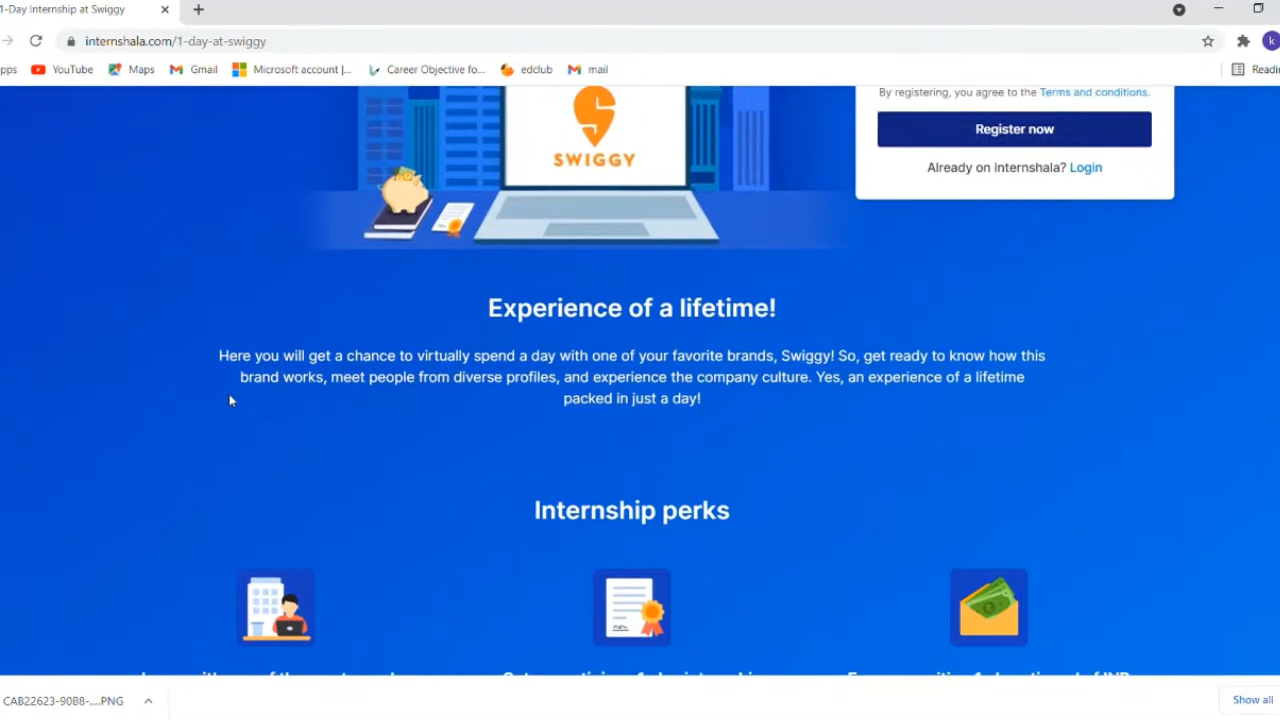 1-Day Internship at Swiggy
internshala.com/1-day-at-swiggy
k
YouTube
Maps
Gmail
Microsoft account |...
Career Objective fo...
edclub
mail
By registering, you agree to the Terms and conditions.
Register now
SWIGGY
Already on Internshala? Login
Experience of a lifetime!
Here you will get a chance to virtually spend a day with one of your favorite brands, Swiggy! So, get ready to know how this
brand works, meet people from diverse profiles, and experience the company culture. Yes, an experience of a lifetime
packed in just a day!
Internship perks
CAB22623-90B8-....PNG
Show all